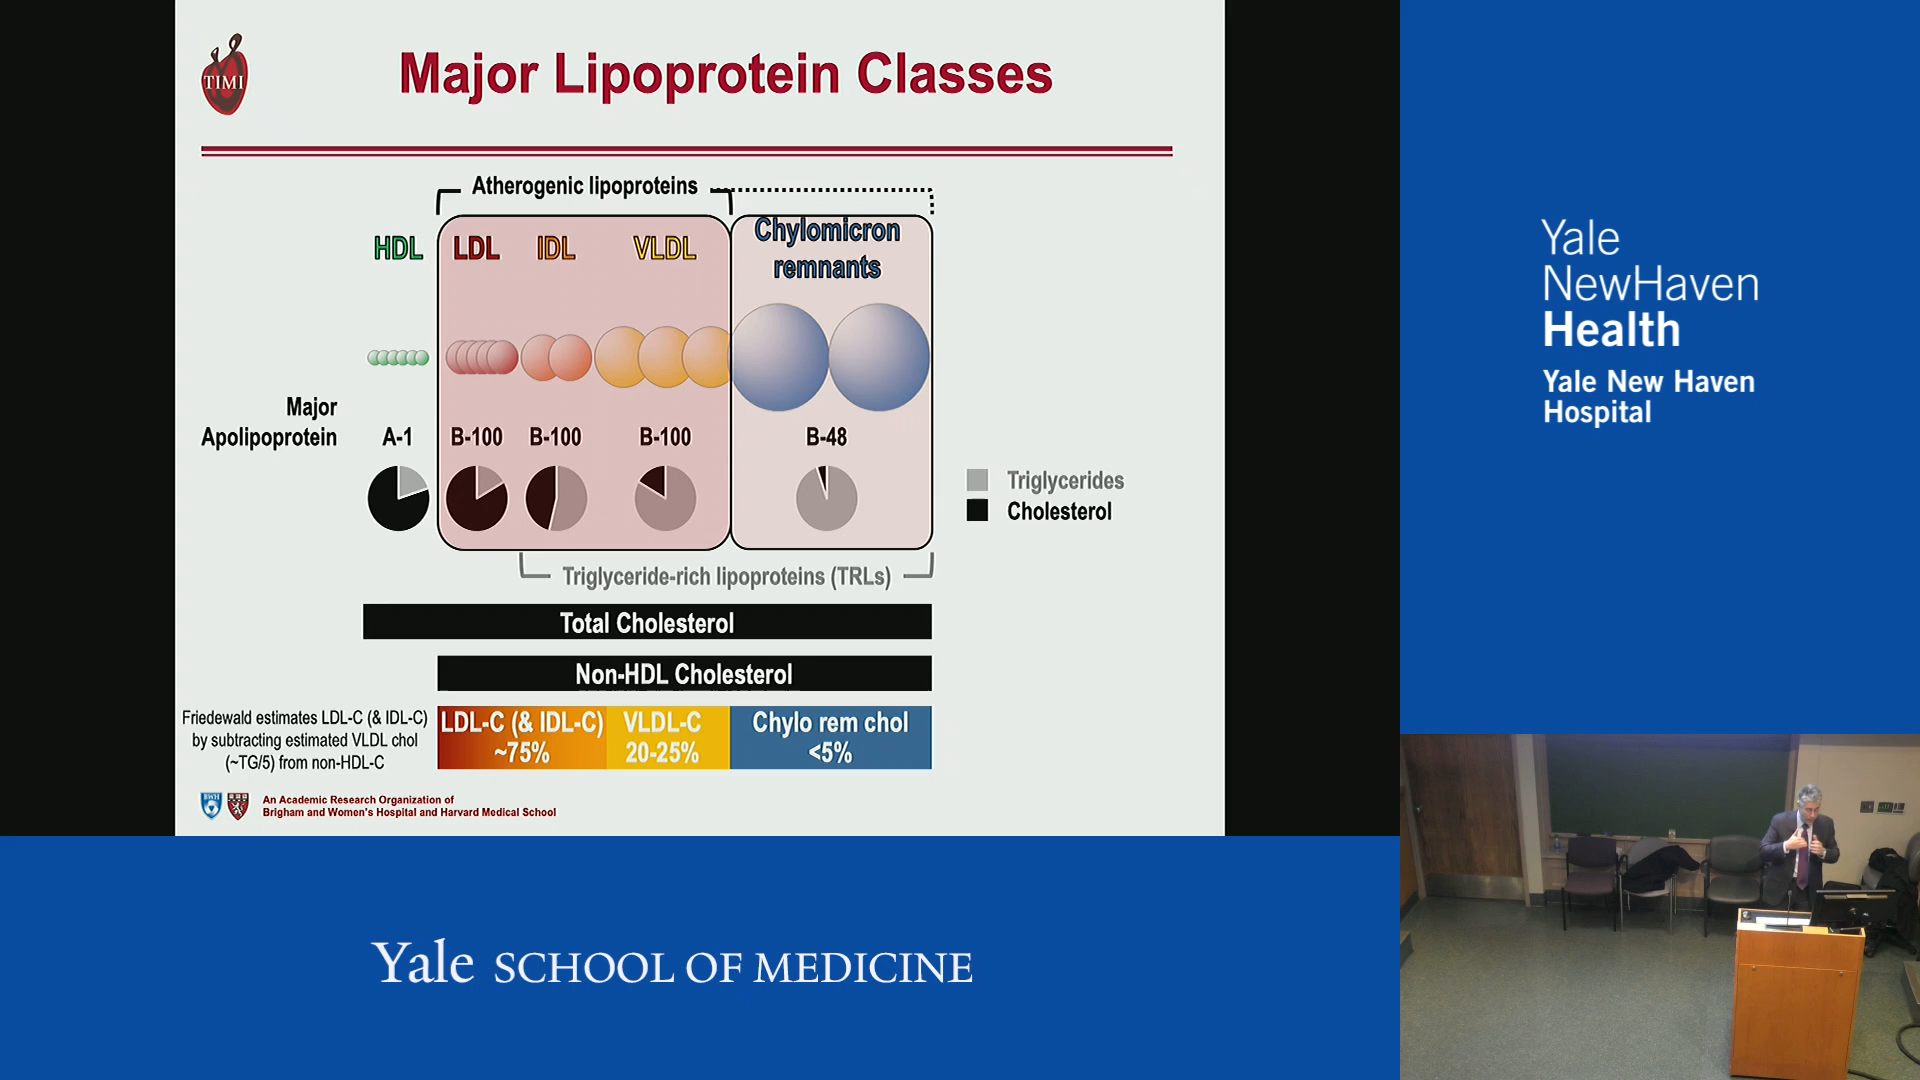 TIMI
Major Lipoprotein Classes
Atherogenic lipoproteins
HDL
LDL
IDL
VLDL
Chylomicron
remnants
Major
Apolipoprotein
A-1
B-100
B-100
B-100
B-48
Triglycerides
Cholesterol
Triglyceride-rich lipoproteins (TRLs)
Total Cholesterol
Non-HDL Cholesterol
Friedewald estimates LDL-C (& IDL-C)
by subtracting estimated VLDL chol
(~TG/5) from non-HDL-C
LDL-C (& IDL-C)
~75%
VLDL-C
20-25%
Chylo rem chol
<5%
BWH
An Academic Research Organization of
Brigham and Women's Hospital and Harvard Medical School
Yale
NewHaven
Health
Yale New Haven
Hospital
Yale SCHOOL OF MEDICINE